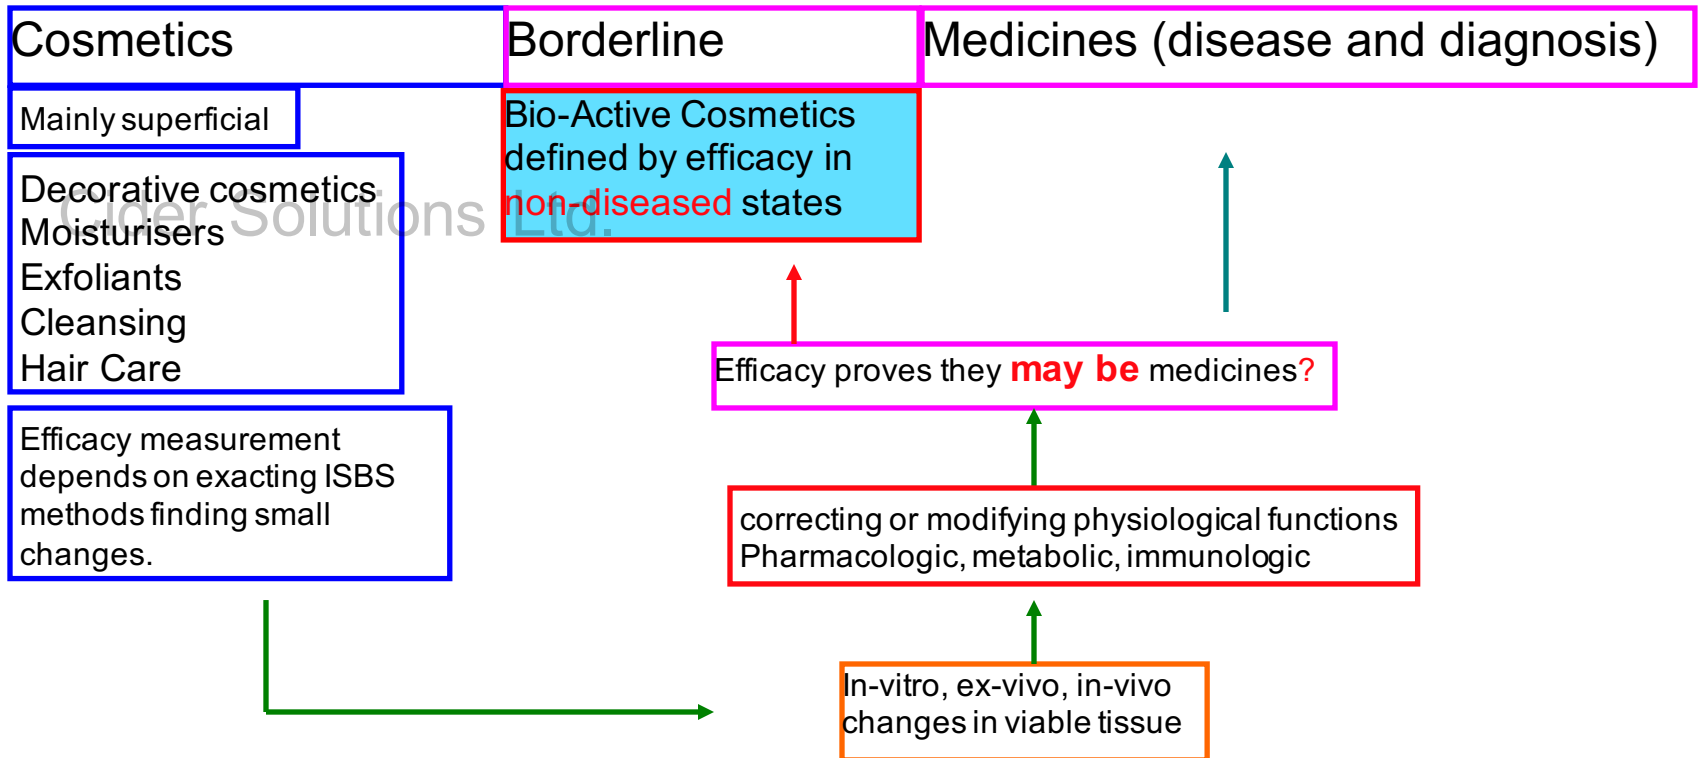 Cosmetics
Borderline
Medicines (disease and diagnosis)
Mainly superficial
Decorative cosmetics
Moisturisers
Exfoliants
Cleansing
Hair Care
Cider Solutions Ltd.
Bio-Active Cosmetics
defined by efficacy in
non-diseased states
Efficacy proves they may be medicines?
Efficacy measurement
depends on exacting ISBS
methods finding small
changes.
correcting or modifying physiological functions
Pharmacologic, metabolic, immunologic
In-vitro, ex-vivo, in-vivo
changes in viable tissue